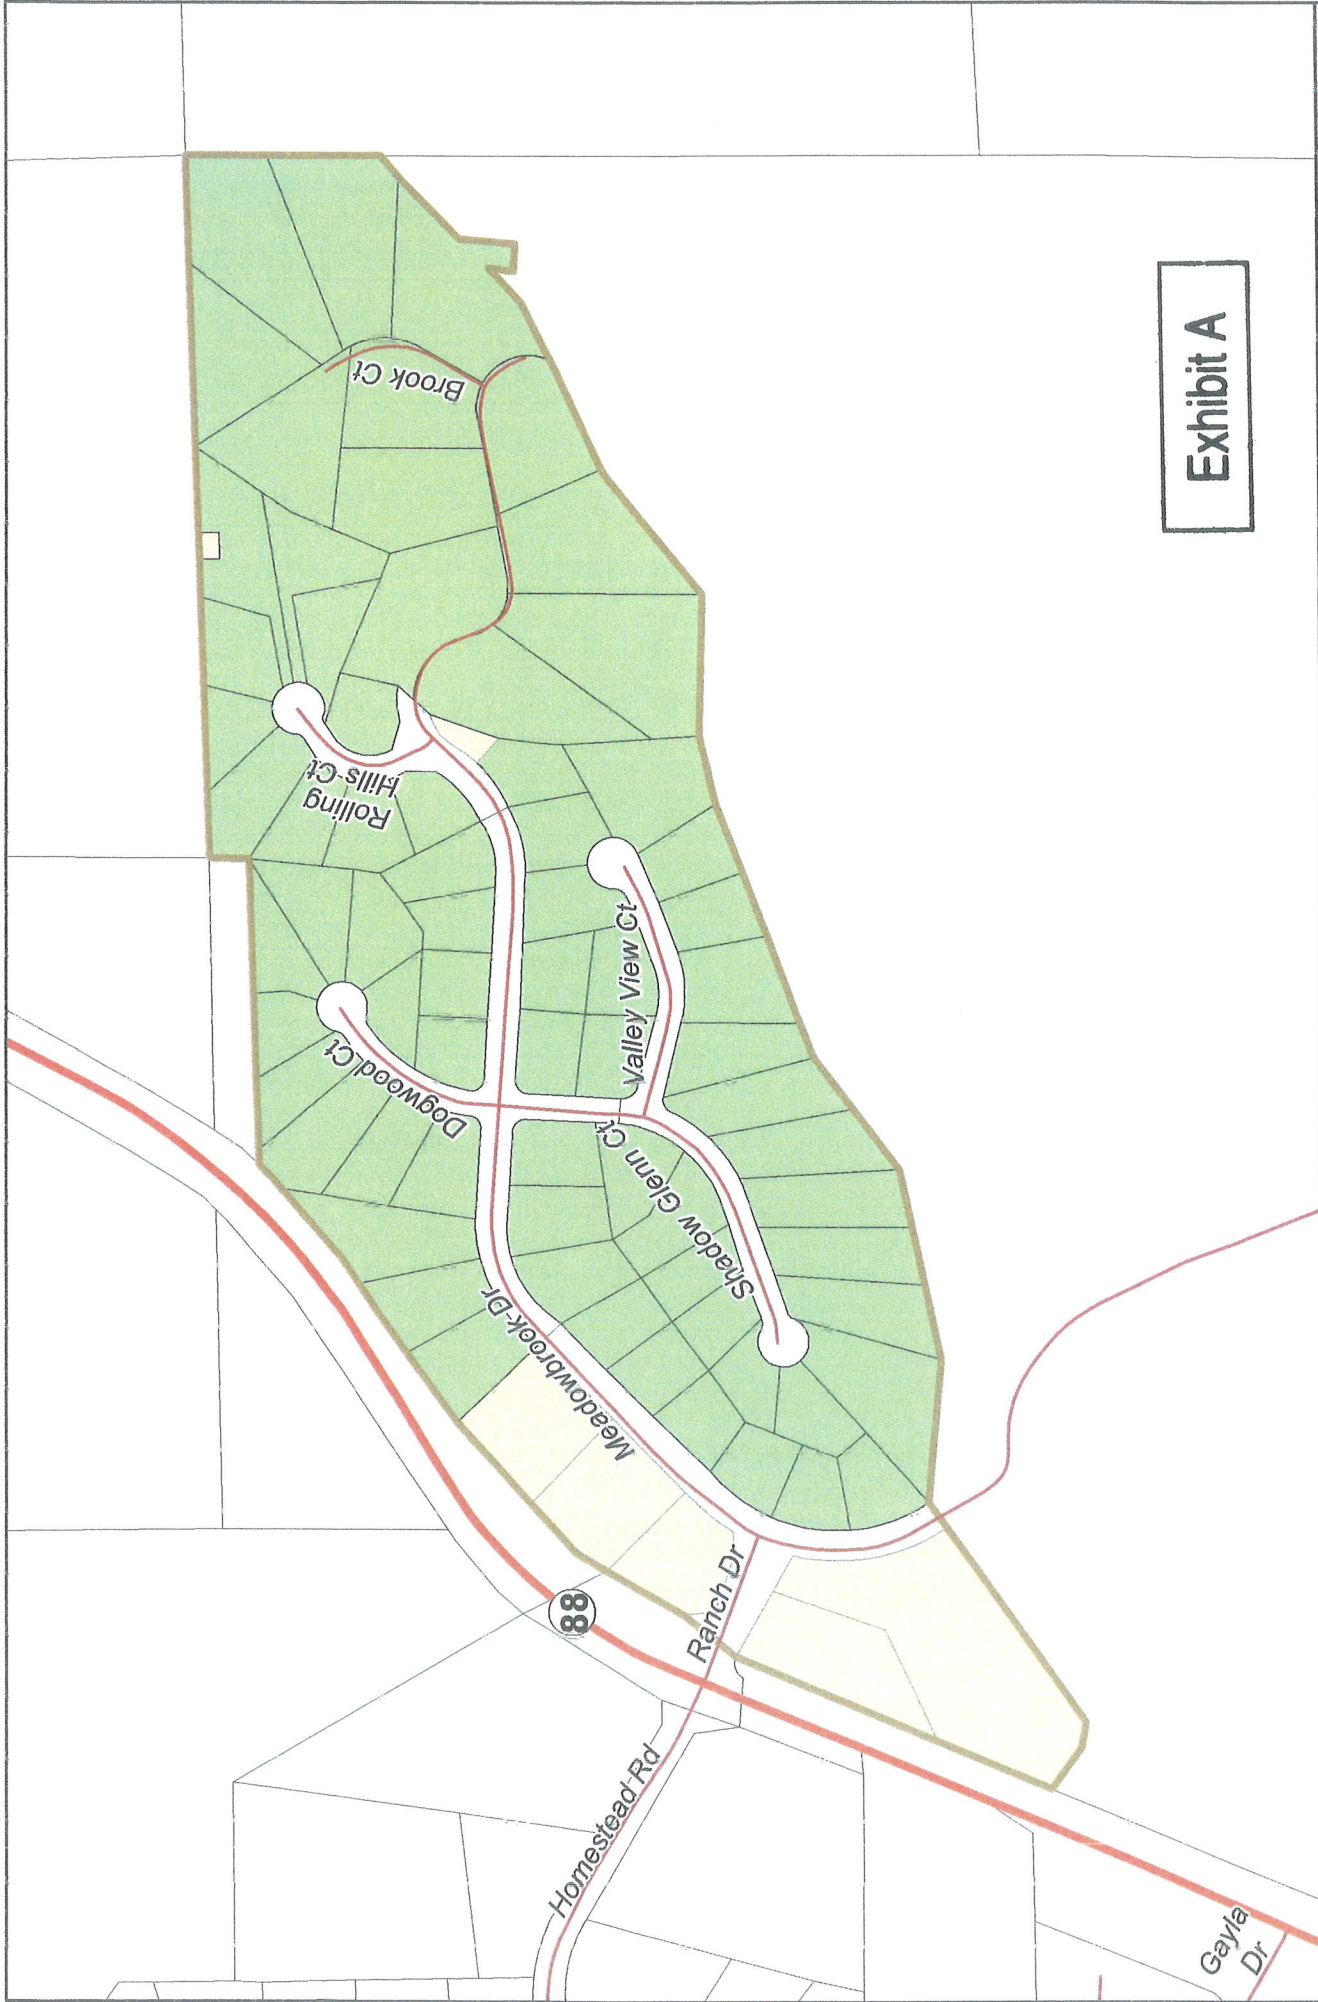 Brook Ct
Exhibit A
Rolling
Hills Ct
Valley View Ct
Dogwood Ct
Shadow Glenn Ct
Meadowbrook Dr
Ranch Dr
88
Homestead Rd
Gayla
Dr